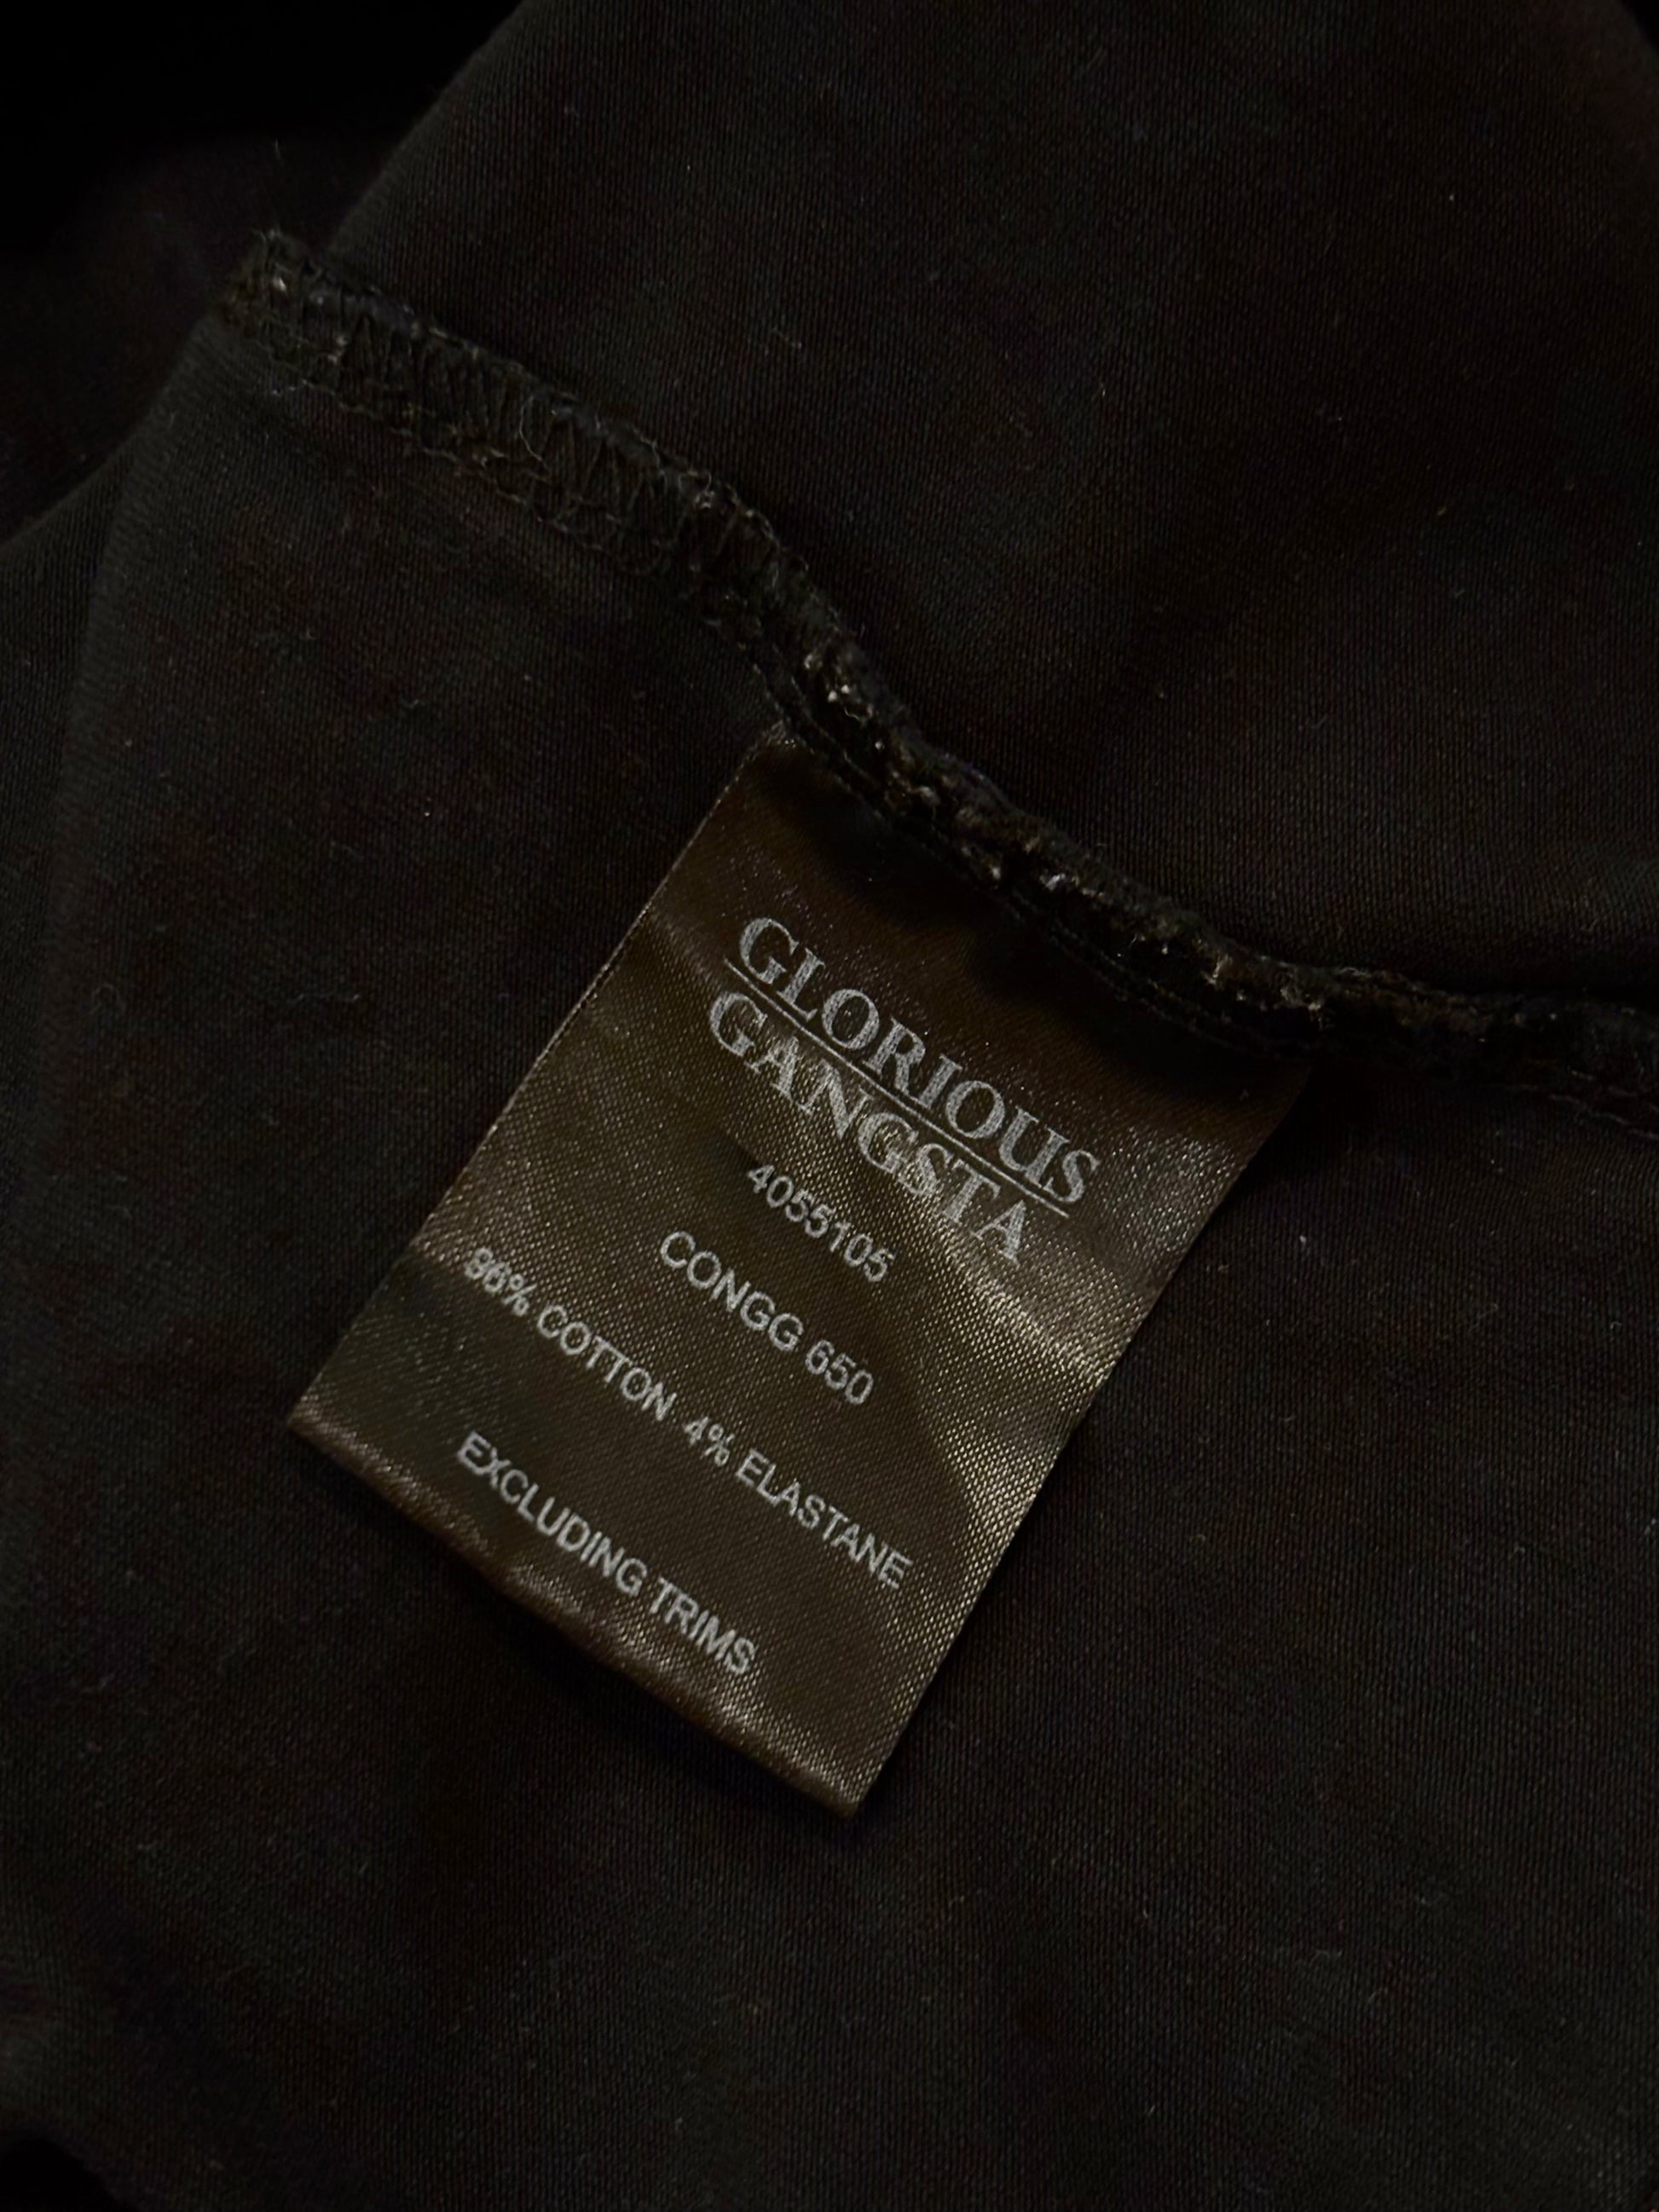 GLORIOUS
GANGSTA
4055105
CONGG 650
96% COTTON 4% ELASTANE
EXCLUDING TRIMS